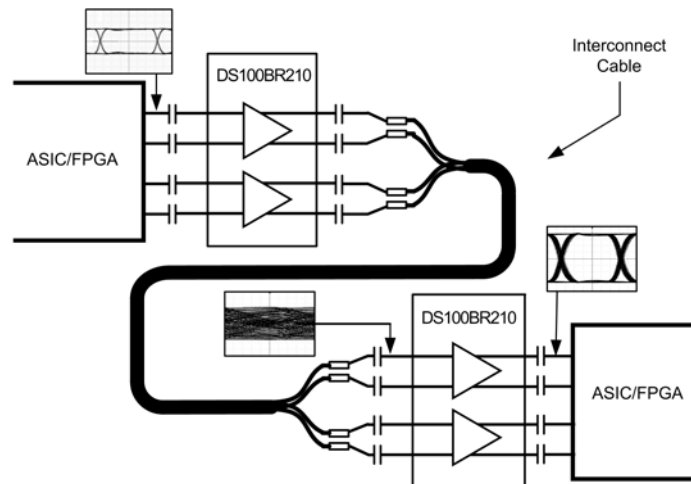 DS100BR210
Interconnect
Cable
ASIC/FPGA
DS100BR210
ASIC/FPGA